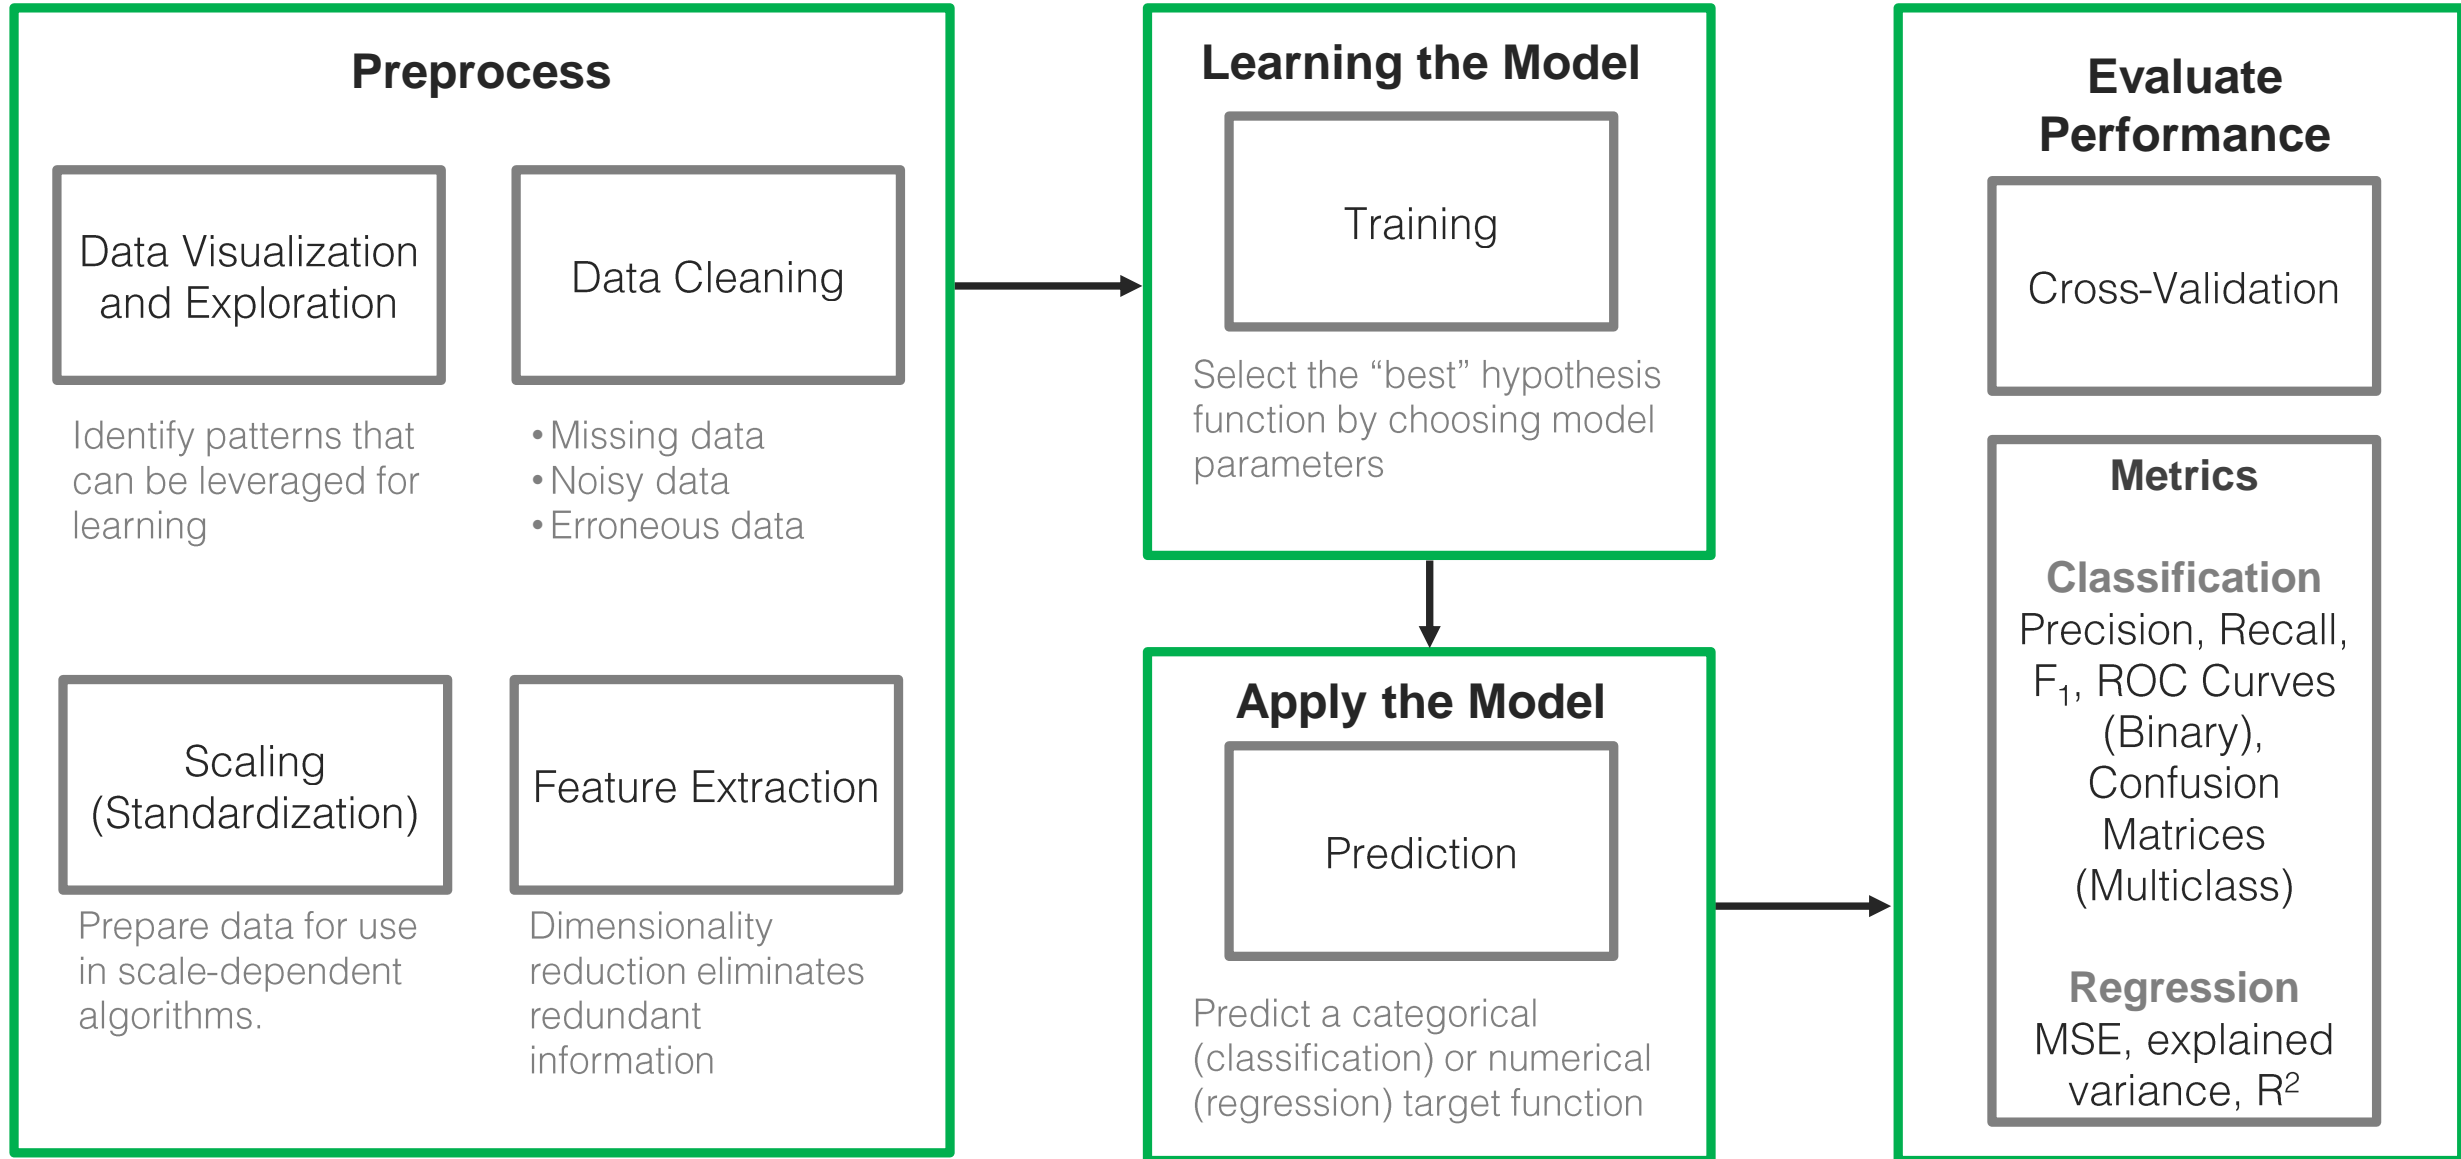 Preprocess
Data Visualization
and Exploration
Identify patterns that
can be leveraged for
learning
Data Cleaning
• Missing data
• Noisy data
• Erroneous data
Scaling
(Standardization)
Prepare data for use
in scale-dependent
algorithms.
Feature Extraction
Dimensionality
reduction eliminates
redundant
information
Learning the Model
Training
Select the “best” hypothesis
function by choosing model
parameters
Apply the Model
Prediction
Predict a categorical
(classification) or numerical
(regression) target function
Evaluate
Performance
Cross-Validation
Metrics
Classification
Precision, Recall,
F₁, ROC Curves
(Binary),
Confusion
Matrices
(Multiclass)
Regression
MSE, explained
variance, R²